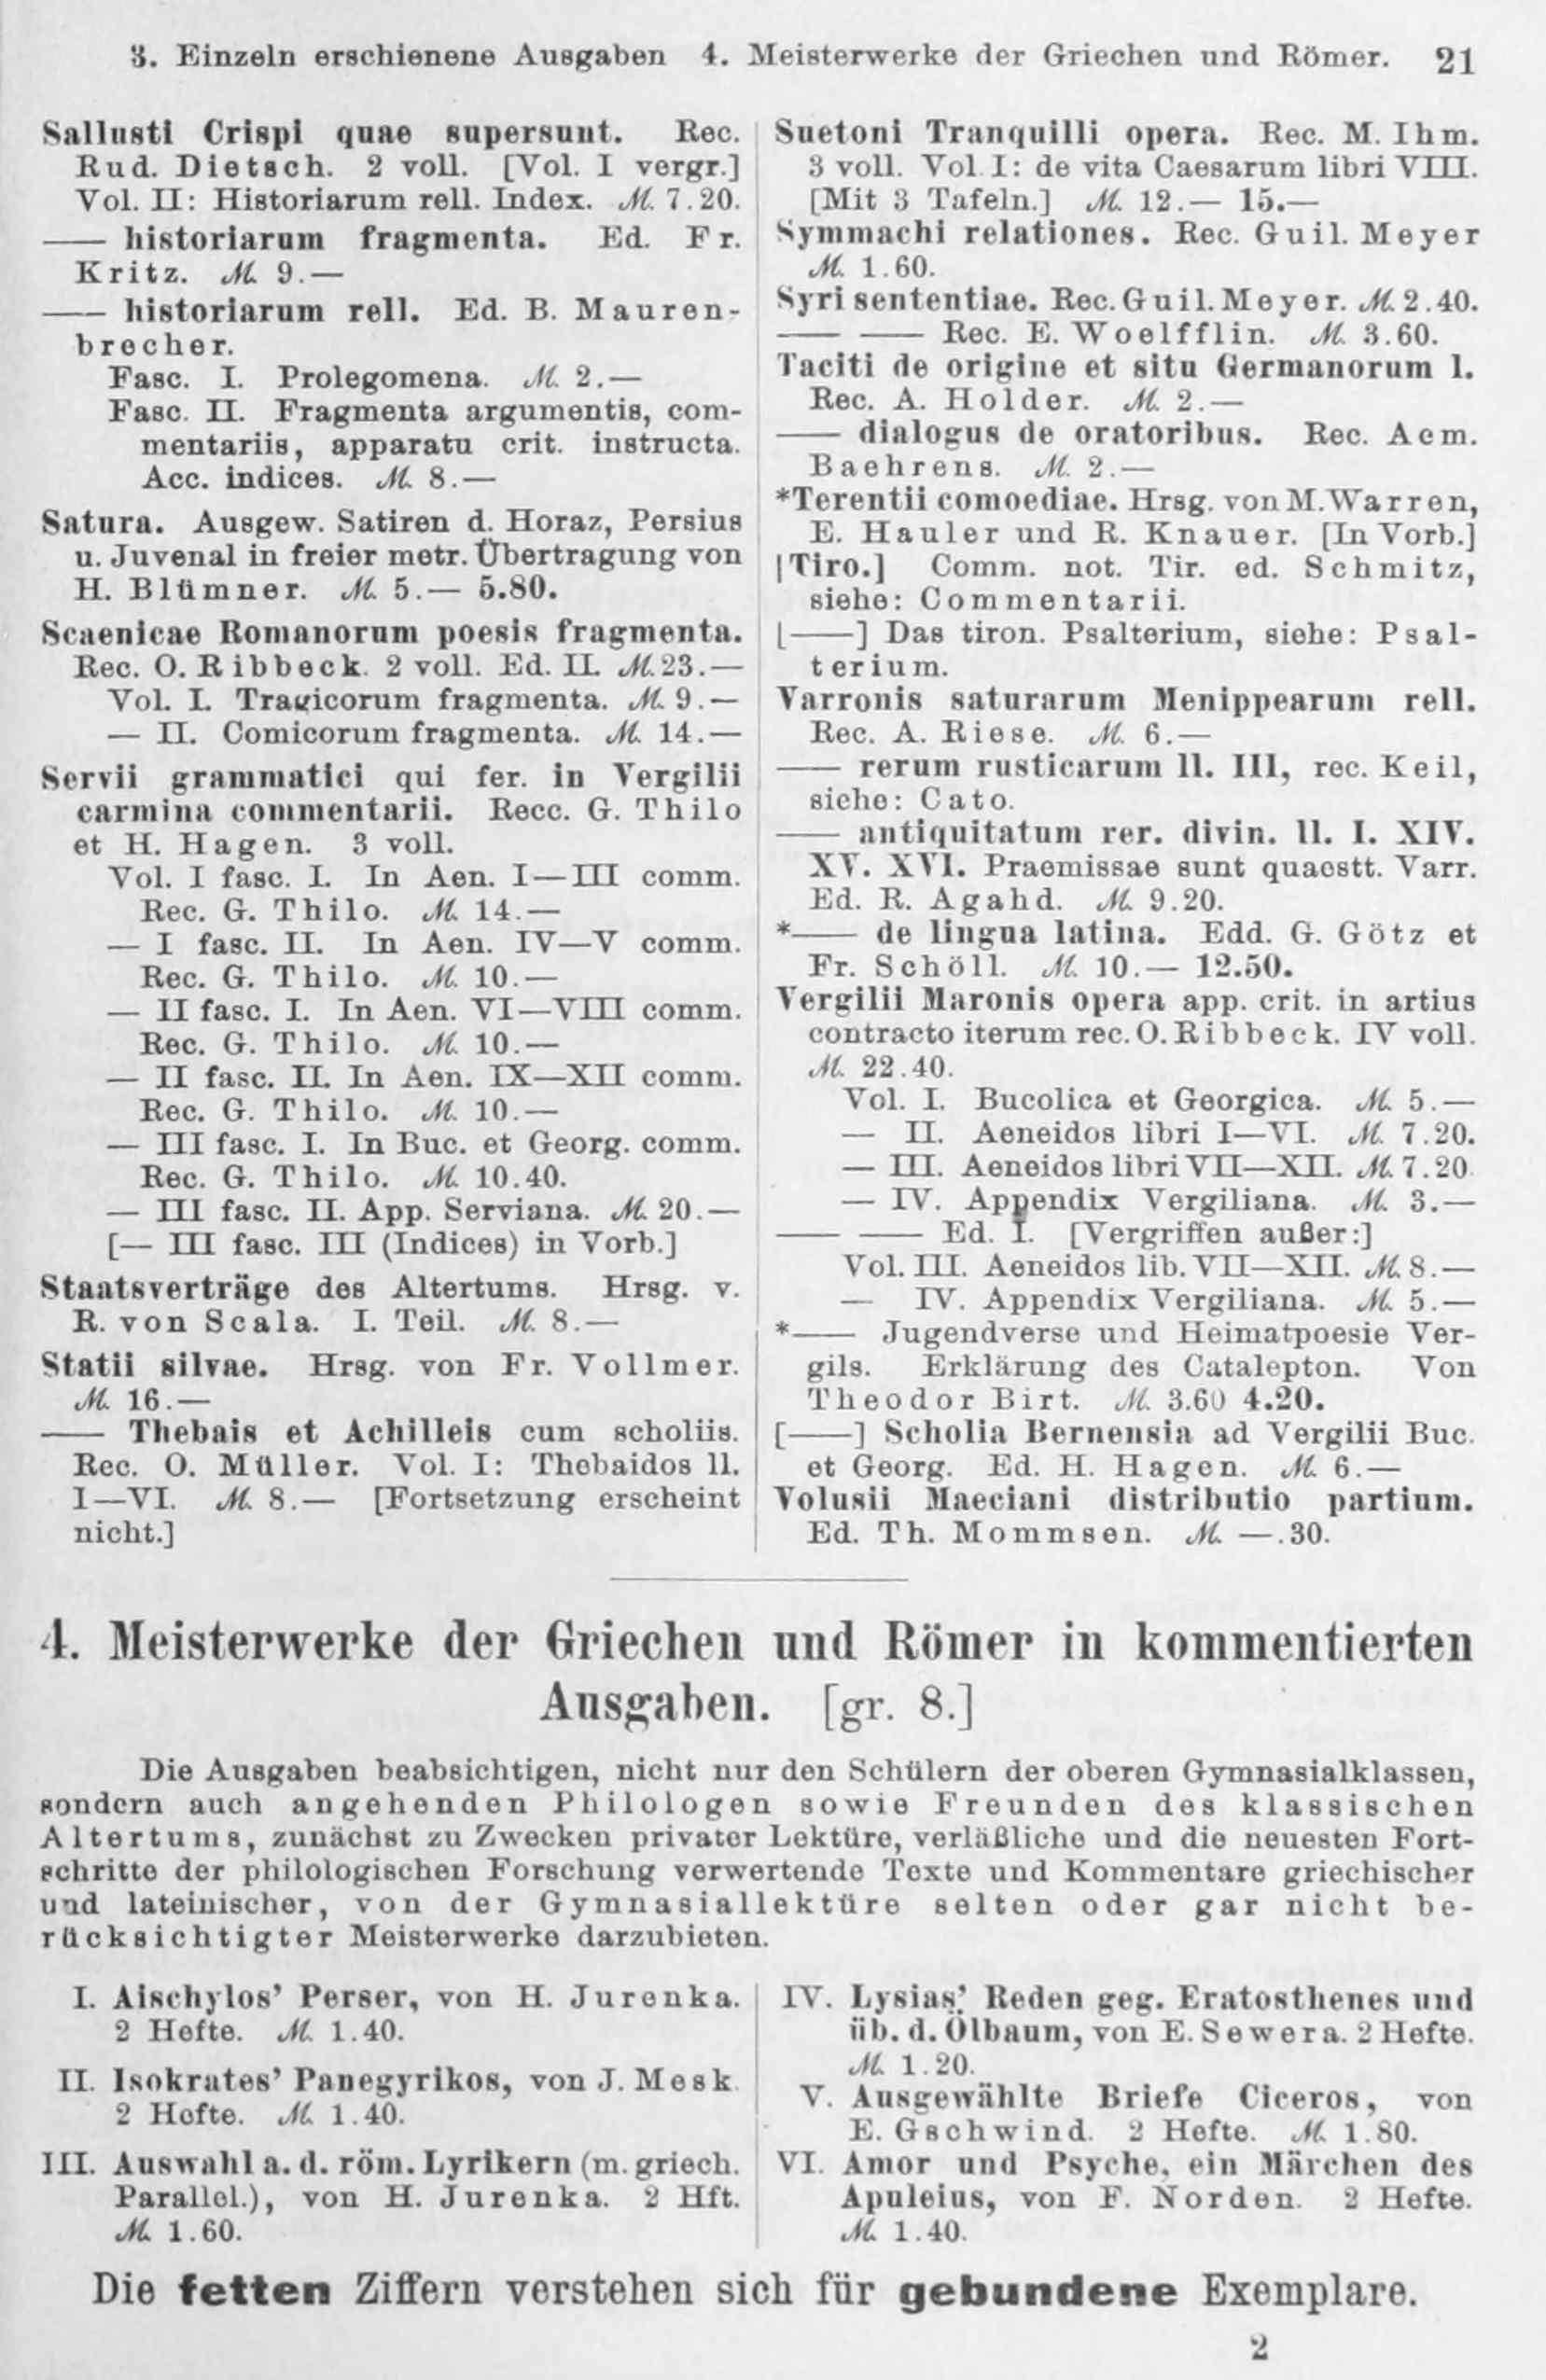 3. Einzeln erschienene Ausgaben 4. Meisterwerke der Griechen und Römer. 21
Sallusti Crispi quae supersunt. Rec.
Rud. Dietsch. 2 voll. [Vol. I vergr.]
Vol. II: Historiarum rell. Index. M. 7.20.
—— historiarum fragmenta. Ed. Fr.
Kritz. M. 9.—
—— historiarum rell. Ed. B. Mauren-
brecher.
Fasc. I. Prolegomena. M. 2.—
Fasc. II. Fragmenta argumentis, com-
mentariis, apparatu crit. instructa.
Acc. indices. M. 8.—
Satura. Ausgew. Satiren d. Horaz, Persius
u. Juvenal in freier metr. Übertragung von
H. Blümner. M. 5.— 5.80.
Scaenicae Romanorum poesis fragmenta.
Rec. O. Ribbeck. 2 voll. Ed. II. M. 23.—
Vol. I. Tragicorum fragmenta. M. 9.—
— II. Comicorum fragmenta. M. 14.—
Servii grammatici qui fer. in Vergilii
carmina commentarii. Recc. G. Thilo
et H. Hagen. 3 voll.
Vol. I fasc. I. In Aen. I—III comm.
Rec. G. Thilo. M. 14.—
— I fasc. II. In Aen. IV—V comm.
Rec. G. Thilo. M. 10.—
— II fasc. I. In Aen. VI—VIII comm.
Rec. G. Thilo. M. 10.—
— II fasc. II. In Aen. IX—XII comm.
Rec. G. Thilo. M. 10.—
— III fasc. I. In Buc. et Georg. comm.
Rec. G. Thilo. M. 10.40.
— III fasc. II. App. Serviana. M. 20.—
[— III fasc. III (Indices) in Vorb.]
Staatsverträge des Altertums. Hrsg. v.
R. von Scala. I. Teil. M. 8.—
Statii silvae. Hrsg. von Fr. Vollmer.
M. 16.—
—— Thebais et Achilleis cum scholiis.
Rec. O. Müller. Vol. I: Thebaidos ll.
I—VI. M. 8.— [Fortsetzung erscheint
nicht.]
Suetoni Tranquilli opera. Rec. M. Ihm.
3 voll. Vol I: de vita Caesarum libri VIII.
[Mit 3 Tafeln.] M. 12.— 15.—
Symmachi relationes. Rec. Guil. Meyer
M. 1.60.
Syri sententiae. Rec. Guil. Meyer. M. 2.40.
—— —— Rec. E. Woelfflin. M. 3.60.
Taciti de origine et situ Germanorum l.
Rec. A. Holder. M. 2.—
—— dialogus de oratoribus. Rec. Aem.
Baehrens. M. 2.—
*Terentii comoediae. Hrsg. von M. Warren,
E. Hauler und R. Knauer. [In Vorb.]
[Tiro.] Comm. not. Tir. ed. Schmitz,
siehe: Commentarii.
[——] Das tiron. Psalterium, siehe: Psal-
terium.
Varronis saturarum Menippearum rell.
Rec. A. Riese. M. 6.—
—— rerum rusticarum ll. III, rec. Keil,
siehe: Cato.
—— antiquitatum rer. divin. ll. I. XIV.
XV. XVI. Praemissae sunt quaestt. Varr.
Ed. R. Agahd. M. 9.20.
*—— de lingua latina. Edd. G. Götz et
Fr. Schöll. M. 10.— 12.50.
Vergilii Maronis opera app. crit. in artius
contracto iterum rec. O. Ribbeck. IV voll.
M. 22.40.
Vol. I. Bucolica et Georgica. M. 5.—
— II. Aeneidos libri I—VI. M. 7.20.
— III. Aeneidos libri VII—XII. M. 7.20.
— IV. Appendix Vergiliana. M. 3.—
—— —— Ed. I. [Vergriffen außer:]
Vol. III. Aeneidos lib. VII—XII. M. 8.—
— IV. Appendix Vergiliana. M. 5.—
*—— Jugendverse und Heimatpoesie Ver-
gils. Erklärung des Catalepton. Von
Theodor Birt. M. 3.60 4.20.
[——] Scholia Bernensia ad Vergilii Buc.
et Georg. Ed. H. Hagen. M. 6.—
Volusii Maeciani distributio partium.
Ed. Th. Mommsen. M. —.30.
4. Meisterwerke der Griechen und Römer in kommentierten
Ausgaben. [gr. 8.]
Die Ausgaben beabsichtigen, nicht nur den Schülern der oberen Gymnasialklassen,
sondern auch angehenden Philologen sowie Freunden des klassischen
Altertums, zunächst zu Zwecken privater Lektüre, verläßliche und die neuesten Fort-
schritte der philologischen Forschung verwertende Texte und Kommentare griechischer
und lateinischer, von der Gymnasiallektüre selten oder gar nicht be-
rücksichtigter Meisterwerke darzubieten.
I. Aischylos' Perser, von H. Jurenka.
2 Hefte. M. 1.40.
II. Isokrates' Panegyrikos, von J. Mesk.
2 Hefte. M. 1.40.
III. Auswahl a. d. röm. Lyrikern (m. griech.
Parallel.), von H. Jurenka. 2 Hft.
M. 1.60.
IV. Lysias' Reden geg. Eratosthenes und
üb. d. Ölbaum, von E. Sewera. 2 Hefte.
M. 1.20.
V. Ausgewählte Briefe Ciceros, von
E. Gschwind. 2 Hefte. M. 1.80.
VI. Amor und Psyche, ein Märchen des
Apuleius, von F. Norden. 2 Hefte.
M. 1.40.
Die fetten Ziffern verstehen sich für gebundene Exemplare.
2